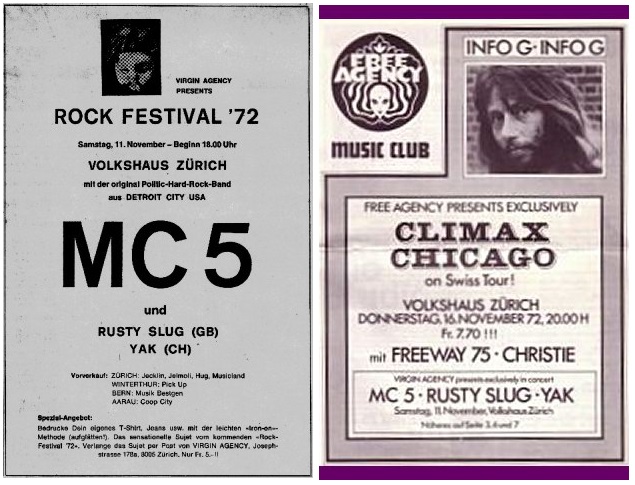 VIRGIN AGENCY
PRESENTS
ROCK FESTIVAL '72
Samstag, 11. November – Beginn 18.00 Uhr
VOLKSHAUS ZÜRICH
mit der original Politic-Hard-Rock-Band
aus DETROIT CITY USA
MC 5
und
RUSTY SLUG (GB)
YAK (CH)
Vorverkauf: ZÜRICH: Jecklin, Jelmoli, Hug, Musicland
WINTERTHUR: Pick Up
BERN: Musik Bestgen
AARAU: Coop City
Spezial-Angebot:
Bedrucke Dein eigenes T-Shirt, Jeans usw. mit der leichten «Iron-on»-
Methode (aufglätten!). Das sensationelle Sujet vom kommenden «Rock-
Festival '72». Verlange das Sujet per Post von VIRGIN AGENCY, Joseph-
strasse 178a, 8005 Zürich. Nur Fr. 5.-!!
FREE
AGENCY
MUSIC CLUB
INFO G · INFO G
FREE AGENCY PRESENTS EXCLUSIVELY
CLIMAX
CHICAGO
on Swiss Tour!
VOLKSHAUS ZÜRICH
DONNERSTAG, 16. NOVEMBER 72, 20.00 H
Fr. 7.70 !!!
mit FREEWAY 75 · CHRISTIE
VIRGIN AGENCY presents exclusively in concert
MC 5 · RUSTY SLUG · YAK
Samstag, 11. November, Volkshaus Zürich
Näheres auf Seite 3, 6 und 7